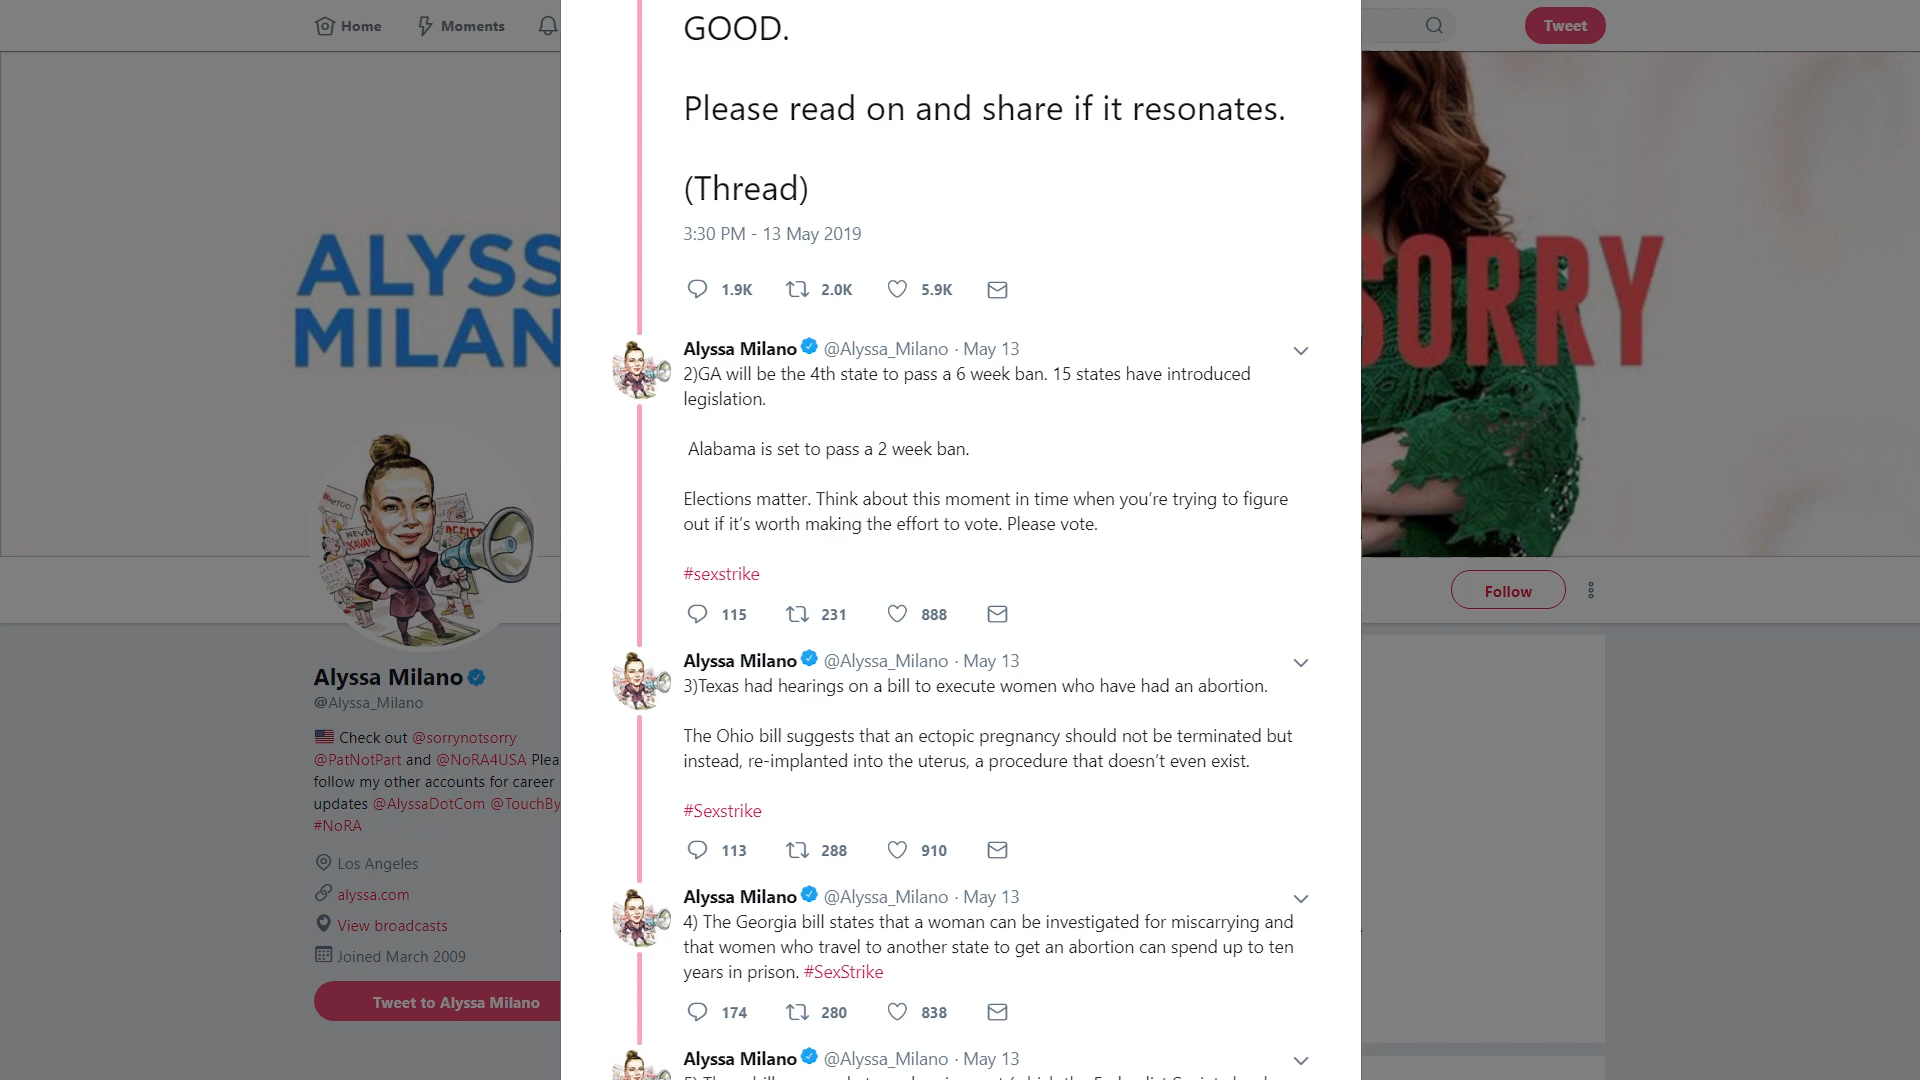 Home
Moments
Tweet
ALYSS
MILAN
SORRY
GOOD.
Please read on and share if it resonates.
(Thread)
3:30 PM - 13 May 2019
1.9K 2.0K 5.9K
Alyssa Milano @Alyssa_Milano · May 13
2)GA will be the 4th state to pass a 6 week ban. 15 states have introduced
legislation.
Alabama is set to pass a 2 week ban.
Elections matter. Think about this moment in time when you’re trying to figure
out if it’s worth making the effort to vote. Please vote.
#sexstrike
115 231 888
Alyssa Milano @Alyssa_Milano · May 13
3)Texas had hearings on a bill to execute women who have had an abortion.
The Ohio bill suggests that an ectopic pregnancy should not be terminated but
instead, re-implanted into the uterus, a procedure that doesn’t even exist.
#Sexstrike
113 288 910
Alyssa Milano @Alyssa_Milano · May 13
4) The Georgia bill states that a woman can be investigated for miscarrying and
that women who travel to another state to get an abortion can spend up to ten
years in prison. #SexStrike
174 280 838
Alyssa Milano @Alyssa_Milano · May 13
Follow
Alyssa Milano
@Alyssa_Milano
Check out @sorrynotsorry
@PatNotPart and @NoRA4USA Plea
follow my other accounts for career
updates @AlyssaDotCom @TouchBy
#NoRA
Los Angeles
alyssa.com
View broadcasts
Joined March 2009
Tweet to Alyssa Milano